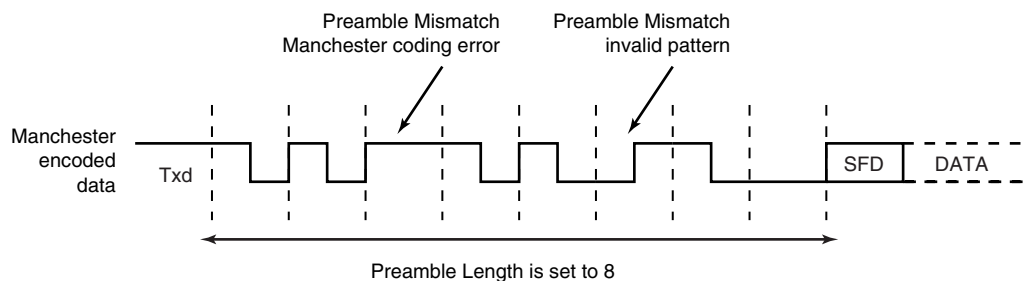 Preamble Mismatch
Manchester coding error
Preamble Mismatch
invalid pattern
Manchester
encoded
data
Txd
SFD
DATA
Preamble Length is set to 8